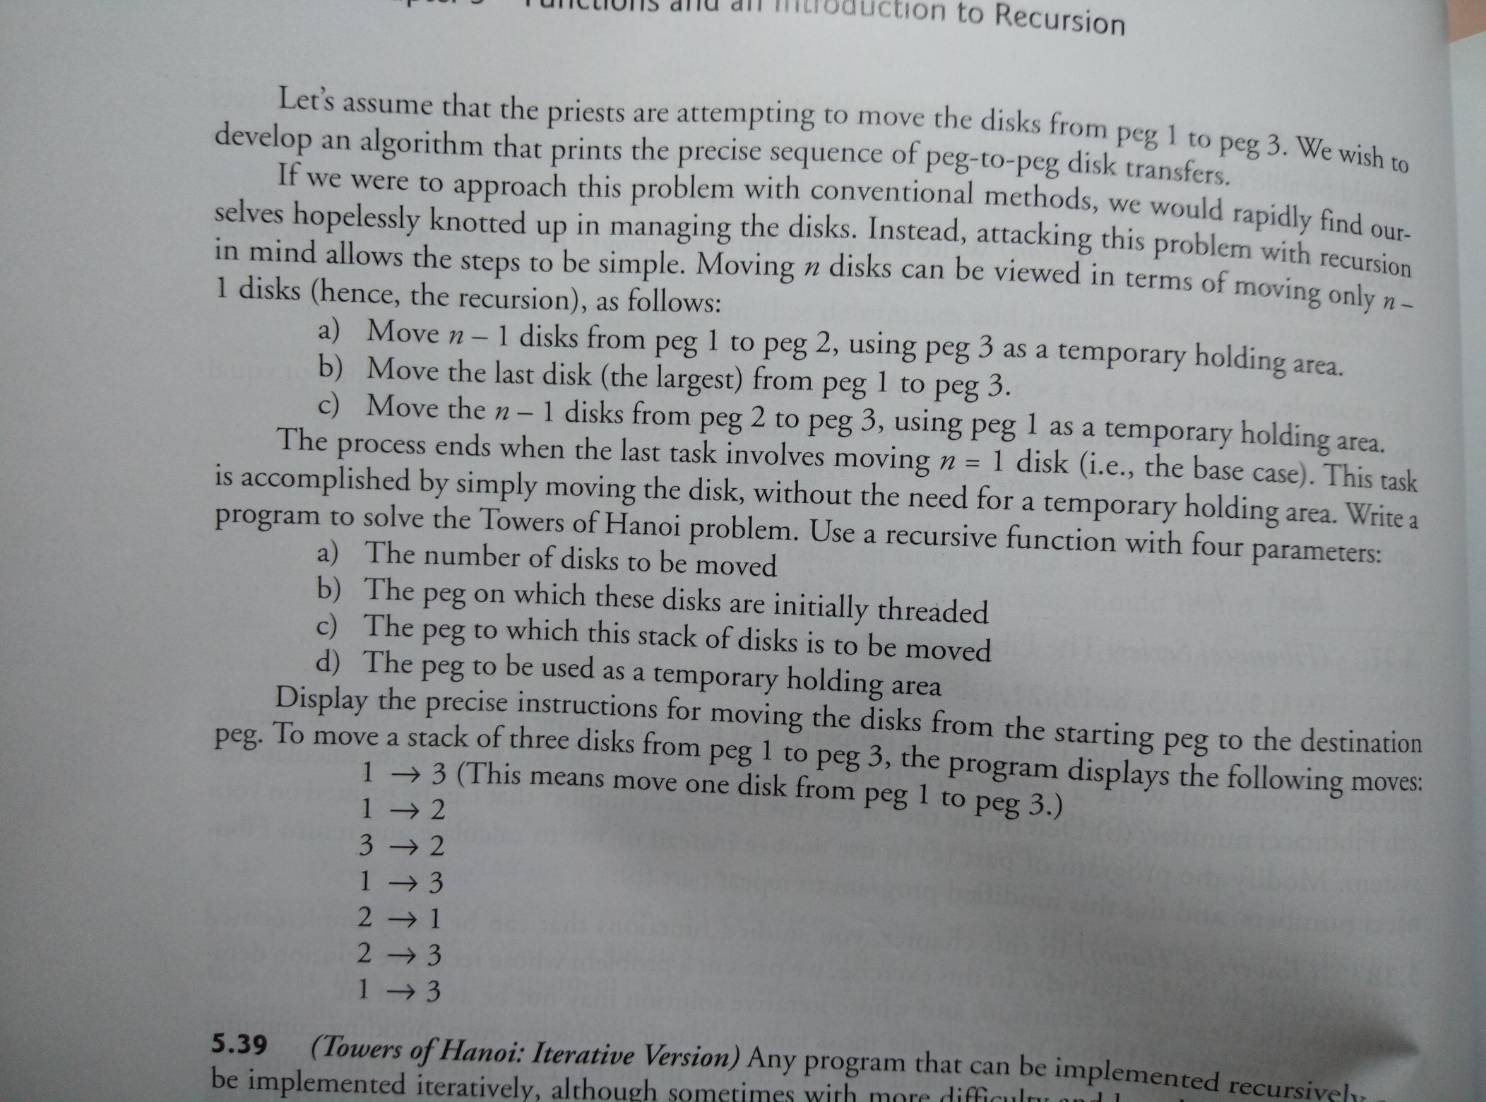 Functions and an Introduction to Recursion
Let's assume that the priests are attempting to move the disks from peg 1 to peg 3. We wish to
develop an algorithm that prints the precise sequence of peg-to-peg disk transfers.
If we were to approach this problem with conventional methods, we would rapidly find our-
selves hopelessly knotted up in managing the disks. Instead, attacking this problem with recursion
in mind allows the steps to be simple. Moving n disks can be viewed in terms of moving only n –
1 disks (hence, the recursion), as follows:
a) Move n – 1 disks from peg 1 to peg 2, using peg 3 as a temporary holding area.
b) Move the last disk (the largest) from peg 1 to peg 3.
c) Move the n – 1 disks from peg 2 to peg 3, using peg 1 as a temporary holding area.
The process ends when the last task involves moving n = 1 disk (i.e., the base case). This task
is accomplished by simply moving the disk, without the need for a temporary holding area. Write a
program to solve the Towers of Hanoi problem. Use a recursive function with four parameters:
a) The number of disks to be moved
b) The peg on which these disks are initially threaded
c) The peg to which this stack of disks is to be moved
d) The peg to be used as a temporary holding area
Display the precise instructions for moving the disks from the starting peg to the destination
peg. To move a stack of three disks from peg 1 to peg 3, the program displays the following moves:
1 → 3 (This means move one disk from peg 1 to peg 3.)
1 → 2
3 → 2
1 → 3
2 → 1
2 → 3
1 → 3
5.39 (Towers of Hanoi: Iterative Version) Any program that can be implemented recursively
be implemented iteratively, although sometimes with more difficulty